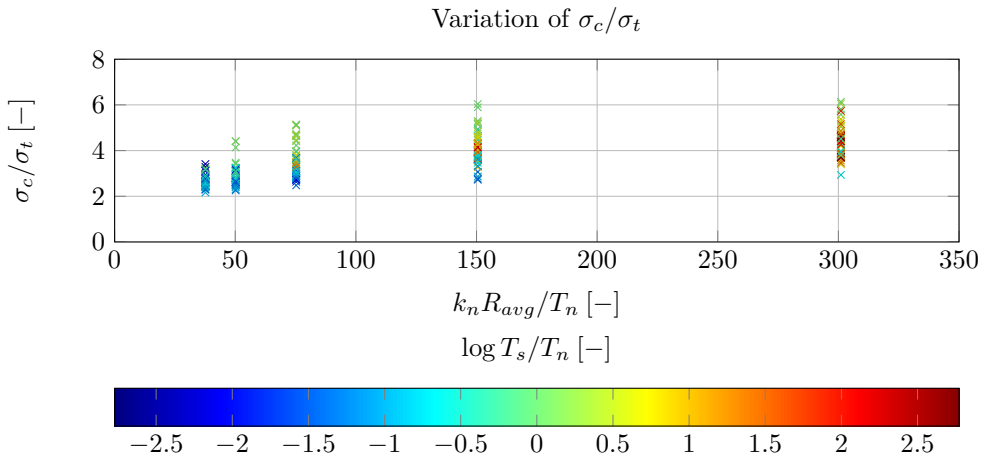 Variation of σ_c/σ_t
8
6
4
2
0
σ_c/σ_t [−]
0 50 100 150 200 250 300 350
k_n R_{avg}/T_n [−]
log T_s/T_n [−]
−2.5 −2 −1.5 −1 −0.5 0 0.5 1 1.5 2 2.5